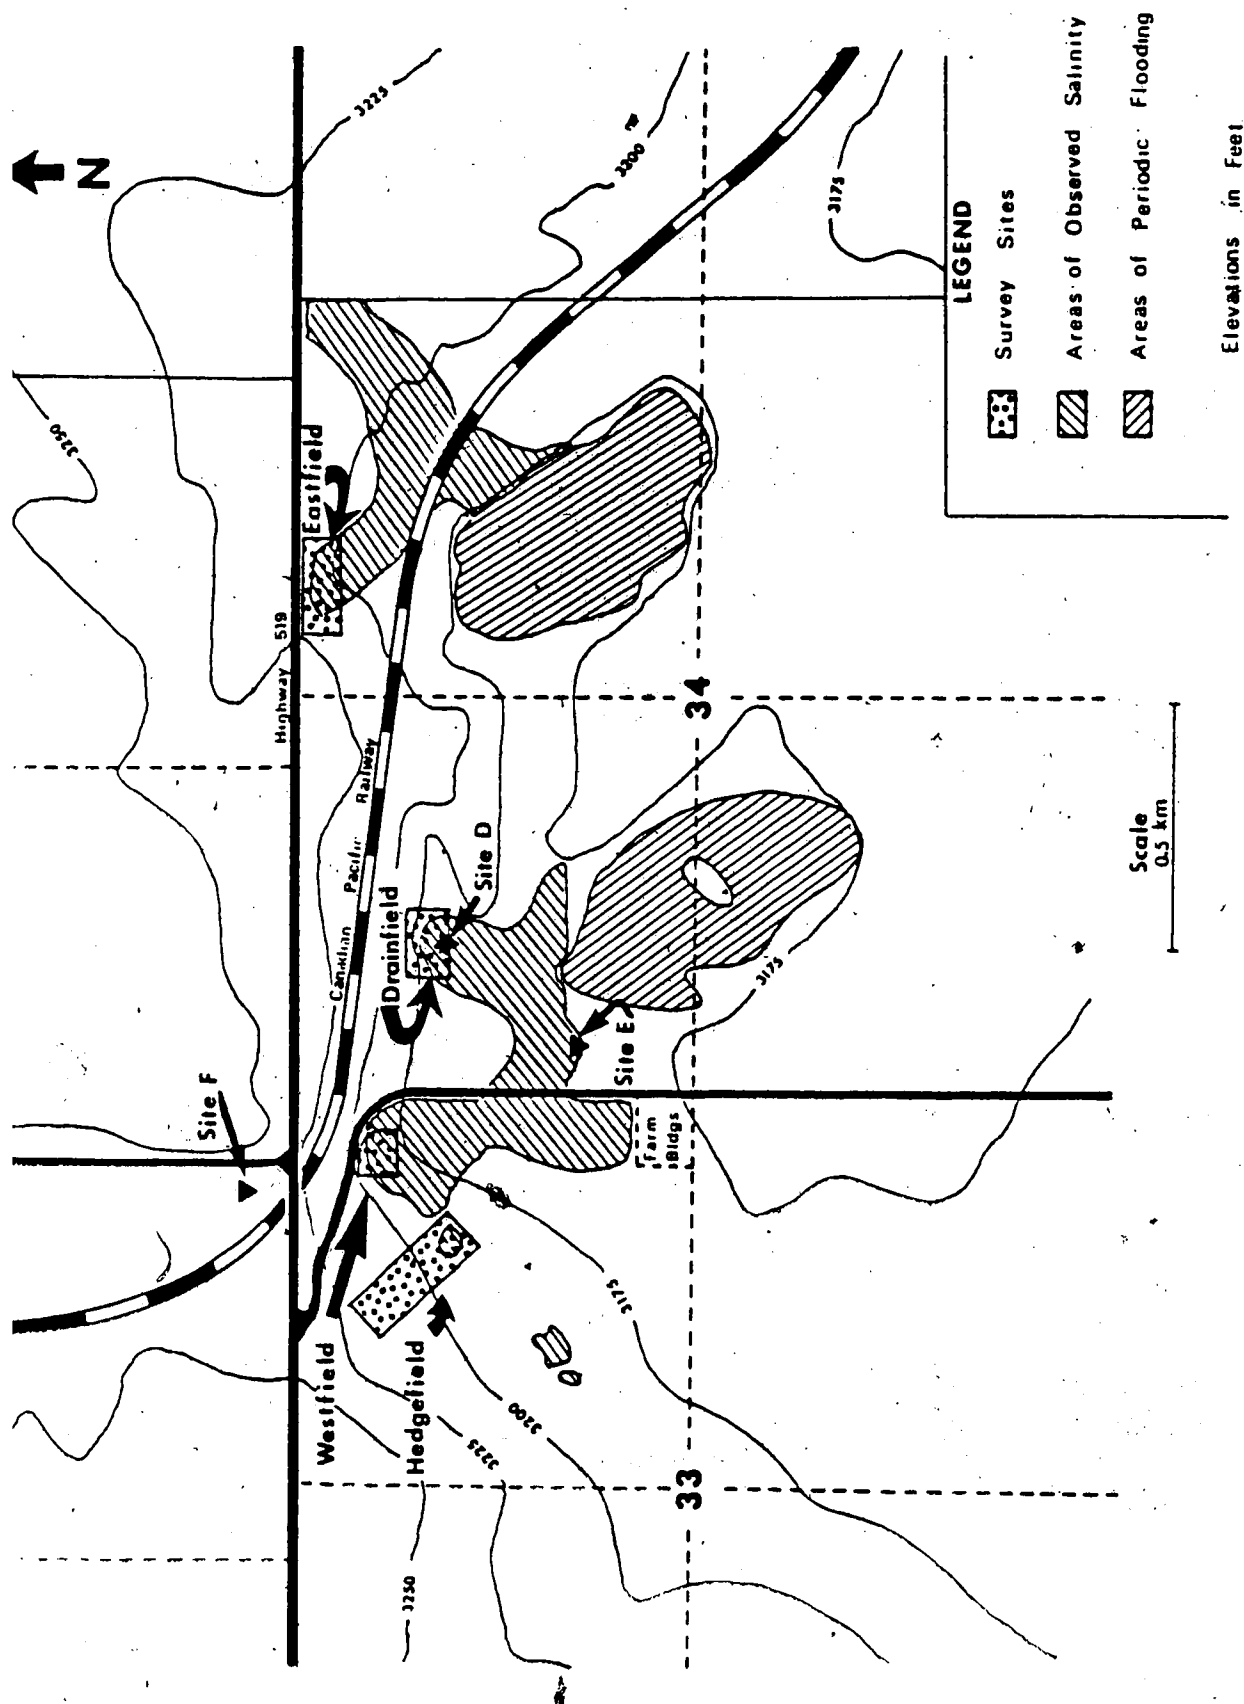 N
3225
3250
3200
3175
Highway 519
Eastfield
Canadian Pacific Railway
Site F
Drainfield
Site D
34
Site E
Farm
Bldgs
3175
Westfield
Hedgefield
3250
3225
3200
3175
33
LEGEND
Survey Sites
Areas of Observed Salinity
Areas of Periodic Flooding
Elevations in Feet
Scale
0.5 km